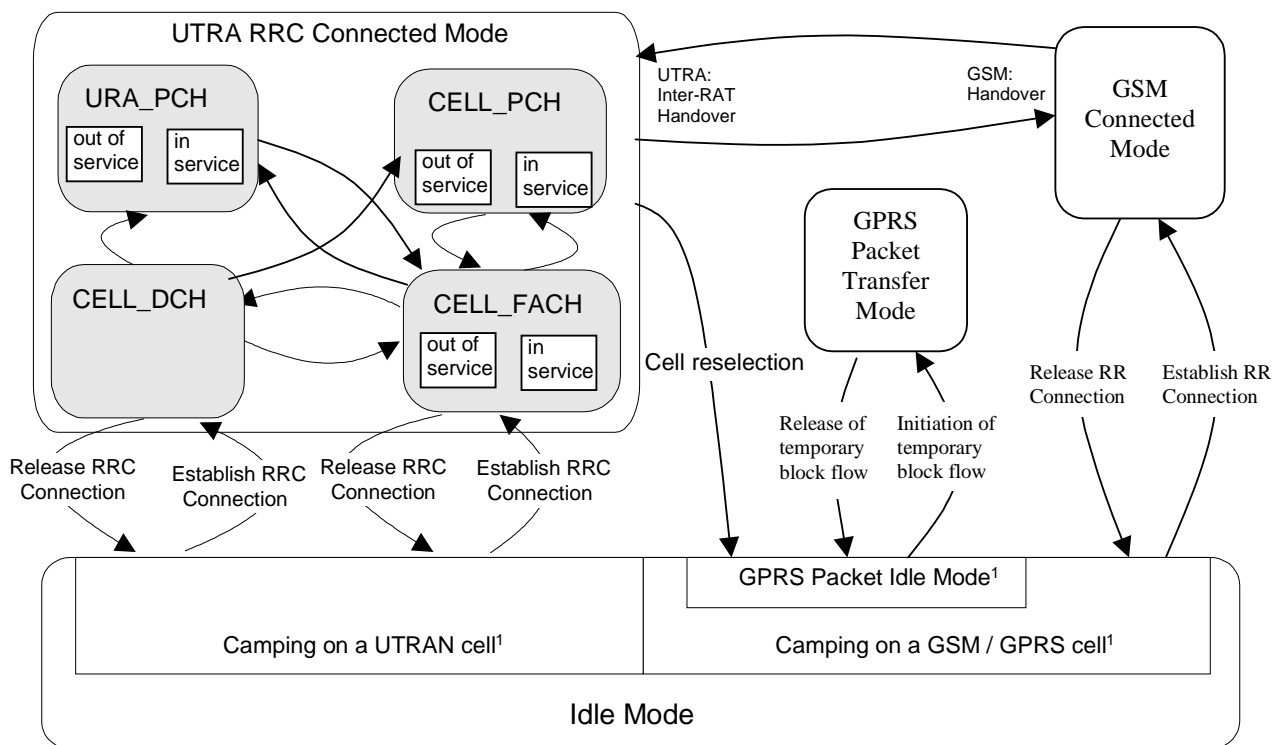 UTRA RRC Connected Mode
URA_PCH
out of
service
in
service
CELL_PCH
out of
service
in
service
CELL_DCH
CELL_FACH
out of
service
in
service
UTRA:
Inter-RAT
Handover
GSM:
Handover
GSM
Connected
Mode
GPRS
Packet
Transfer
Mode
Cell reselection
Release RR
Connection
Establish RR
Connection
Release of
temporary
block flow
Initiation of
temporary
block flow
Release RRC
Connection
Establish RRC
Connection
Release RRC
Connection
Establish RRC
Connection
GPRS Packet Idle Mode¹
Camping on a UTRAN cell¹
Camping on a GSM / GPRS cell¹
Idle Mode